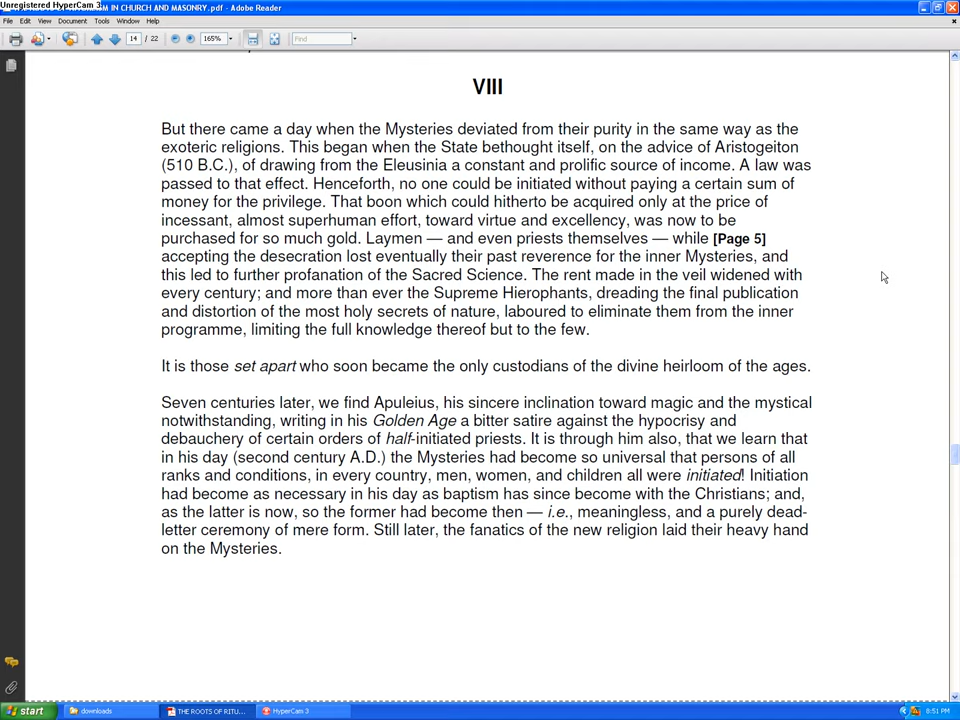 Unregistered HyperCam 3
M IN CHURCH AND MASONRY.pdf - Adobe Reader
File Edit View Document Tools Window Help
14 / 22 165% Find
VIII
But there came a day when the Mysteries deviated from their purity in the same way as the
exoteric religions. This began when the State bethought itself, on the advice of Aristogeiton
(510 B.C.), of drawing from the Eleusinia a constant and prolific source of income. A law was
passed to that effect. Henceforth, no one could be initiated without paying a certain sum of
money for the privilege. That boon which could hitherto be acquired only at the price of
incessant, almost superhuman effort, toward virtue and excellency, was now to be
purchased for so much gold. Laymen — and even priests themselves — while [Page 5]
accepting the desecration lost eventually their past reverence for the inner Mysteries, and
this led to further profanation of the Sacred Science. The rent made in the veil widened with
every century; and more than ever the Supreme Hierophants, dreading the final publication
and distortion of the most holy secrets of nature, laboured to eliminate them from the inner
programme, limiting the full knowledge thereof but to the few.
It is those set apart who soon became the only custodians of the divine heirloom of the ages.
Seven centuries later, we find Apuleius, his sincere inclination toward magic and the mystical
notwithstanding, writing in his Golden Age a bitter satire against the hypocrisy and
debauchery of certain orders of half-initiated priests. It is through him also, that we learn that
in his day (second century A.D.) the Mysteries had become so universal that persons of all
ranks and conditions, in every country, men, women, and children all were initiated! Initiation
had become as necessary in his day as baptism has since become with the Christians; and,
as the latter is now, so the former had become then — i.e., meaningless, and a purely dead-
letter ceremony of mere form. Still later, the fanatics of the new religion laid their heavy hand
on the Mysteries.
start downloads THE ROOTS OF RITU... HyperCam 3 8:51 PM